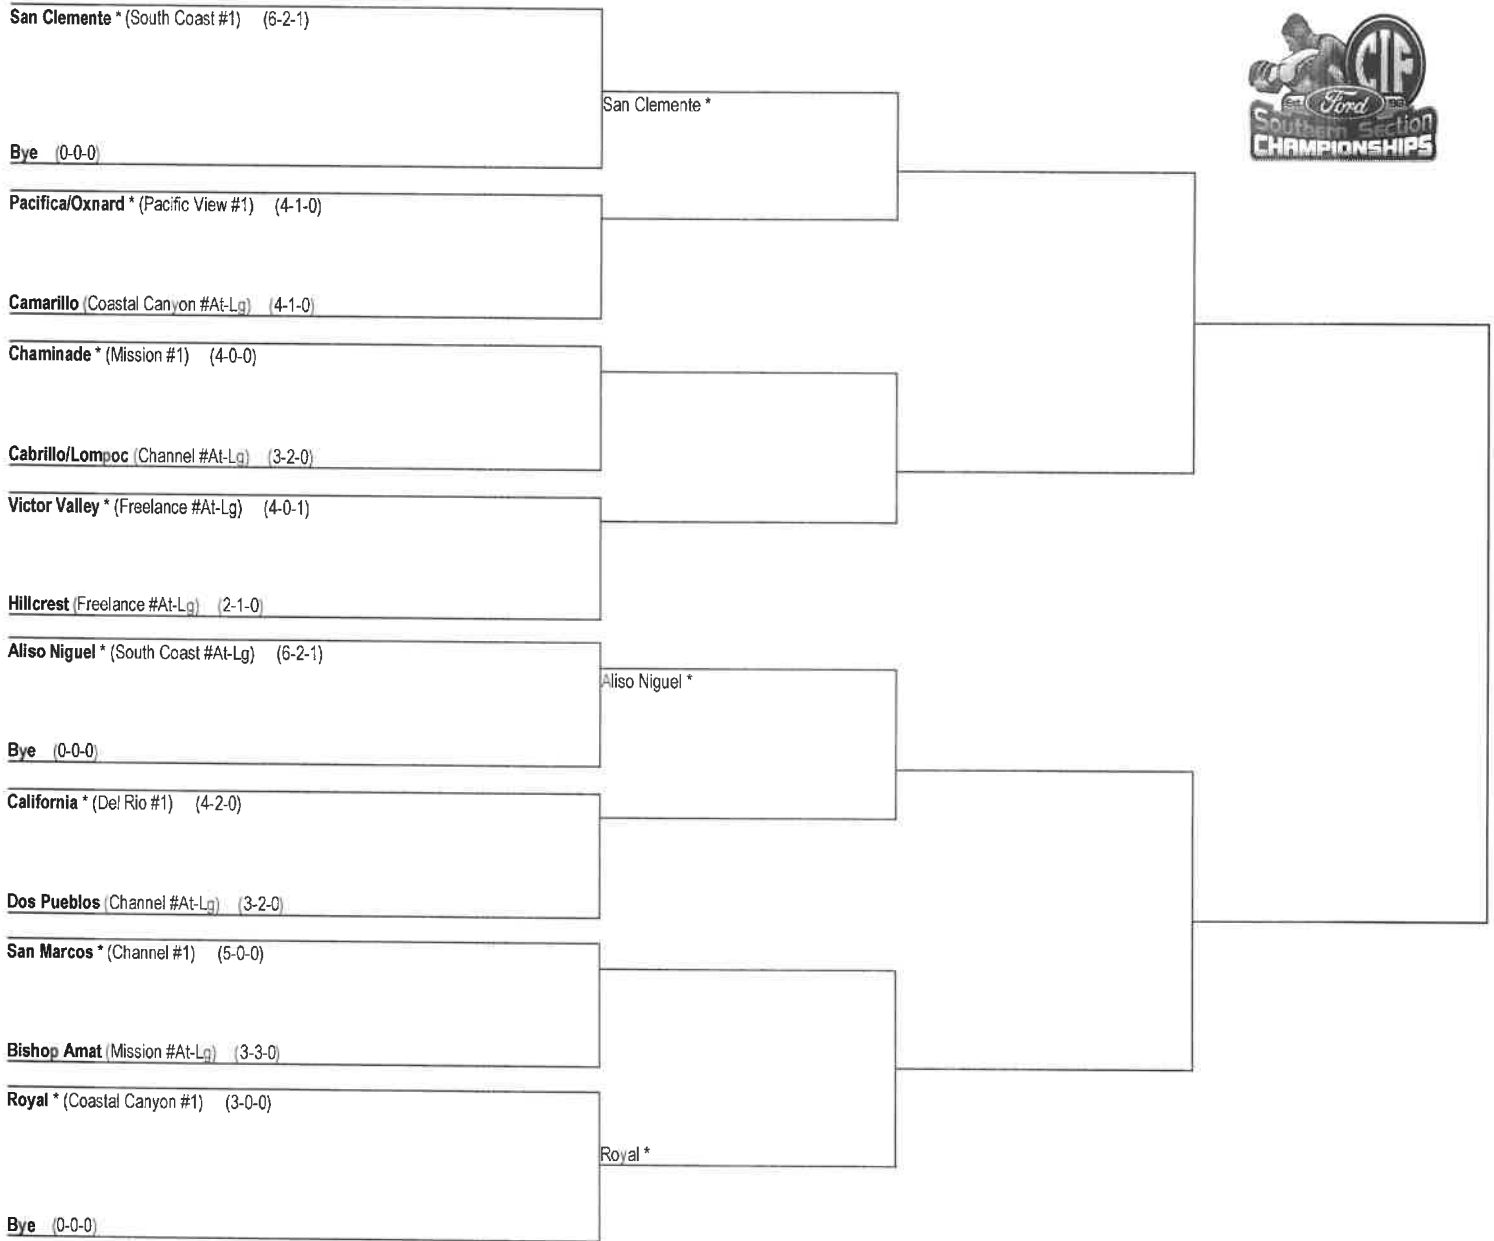 San Clemente * (South Coast #1) (6-2-1)
CIF
Ford
Southern Section
CHAMPIONSHIPS
San Clemente *
Bye (0-0-0)
Pacifica/Oxnard * (Pacific View #1) (4-1-0)
Camarillo (Coastal Canyon #At-Lg) (4-1-0)
Chaminade * (Mission #1) (4-0-0)
Cabrillo/Lompoc (Channel #At-Lg) (3-2-0)
Victor Valley * (Freelance #At-Lg) (4-0-1)
Hillcrest (Freelance #At-Lg) (2-1-0)
Aliso Niguel * (South Coast #At-Lg) (6-2-1)
Aliso Niguel *
Bye (0-0-0)
California * (Del Rio #1) (4-2-0)
Dos Pueblos (Channel #At-Lg) (3-2-0)
San Marcos * (Channel #1) (5-0-0)
Bishop Amat (Mission #At-Lg) (3-3-0)
Royal * (Coastal Canyon #1) (3-0-0)
Royal *
Bye (0-0-0)